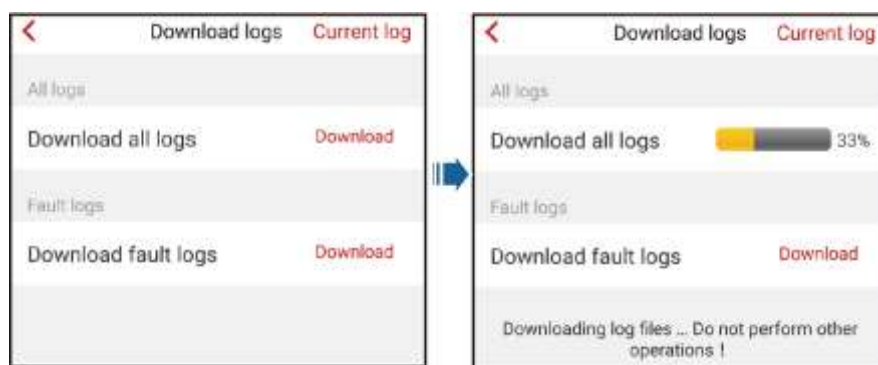 Download logs Current log
All logs
Download all logs Download
Fault logs
Download fault logs Download
Download logs Current log
All logs
Download all logs 33%
Fault logs
Download fault logs Download
Downloading log files ... Do not perform other
operations !